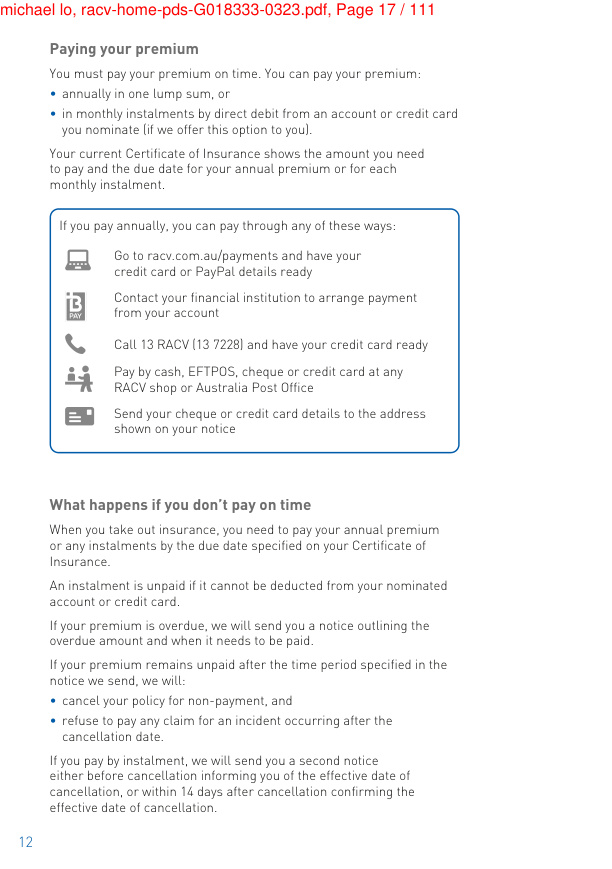 michael lo, racv-home-pds-G018333-0323.pdf, Page 17 / 111
Paying your premium
You must pay your premium on time. You can pay your premium:
• annually in one lump sum, or
• in monthly instalments by direct debit from an account or credit card
you nominate (if we offer this option to you).
Your current Certificate of Insurance shows the amount you need
to pay and the due date for your annual premium or for each
monthly instalment.
If you pay annually, you can pay through any of these ways:
Go to racv.com.au/payments and have your
credit card or PayPal details ready
B
PAY
Contact your financial institution to arrange payment
from your account
Call 13 RACV (13 7228) and have your credit card ready
Pay by cash, EFTPOS, cheque or credit card at any
RACV shop or Australia Post Office
Send your cheque or credit card details to the address
shown on your notice
What happens if you don’t pay on time
When you take out insurance, you need to pay your annual premium
or any instalments by the due date specified on your Certificate of
Insurance.
An instalment is unpaid if it cannot be deducted from your nominated
account or credit card.
If your premium is overdue, we will send you a notice outlining the
overdue amount and when it needs to be paid.
If your premium remains unpaid after the time period specified in the
notice we send, we will:
• cancel your policy for non-payment, and
• refuse to pay any claim for an incident occurring after the
cancellation date.
If you pay by instalment, we will send you a second notice
either before cancellation informing you of the effective date of
cancellation, or within 14 days after cancellation confirming the
effective date of cancellation.
12